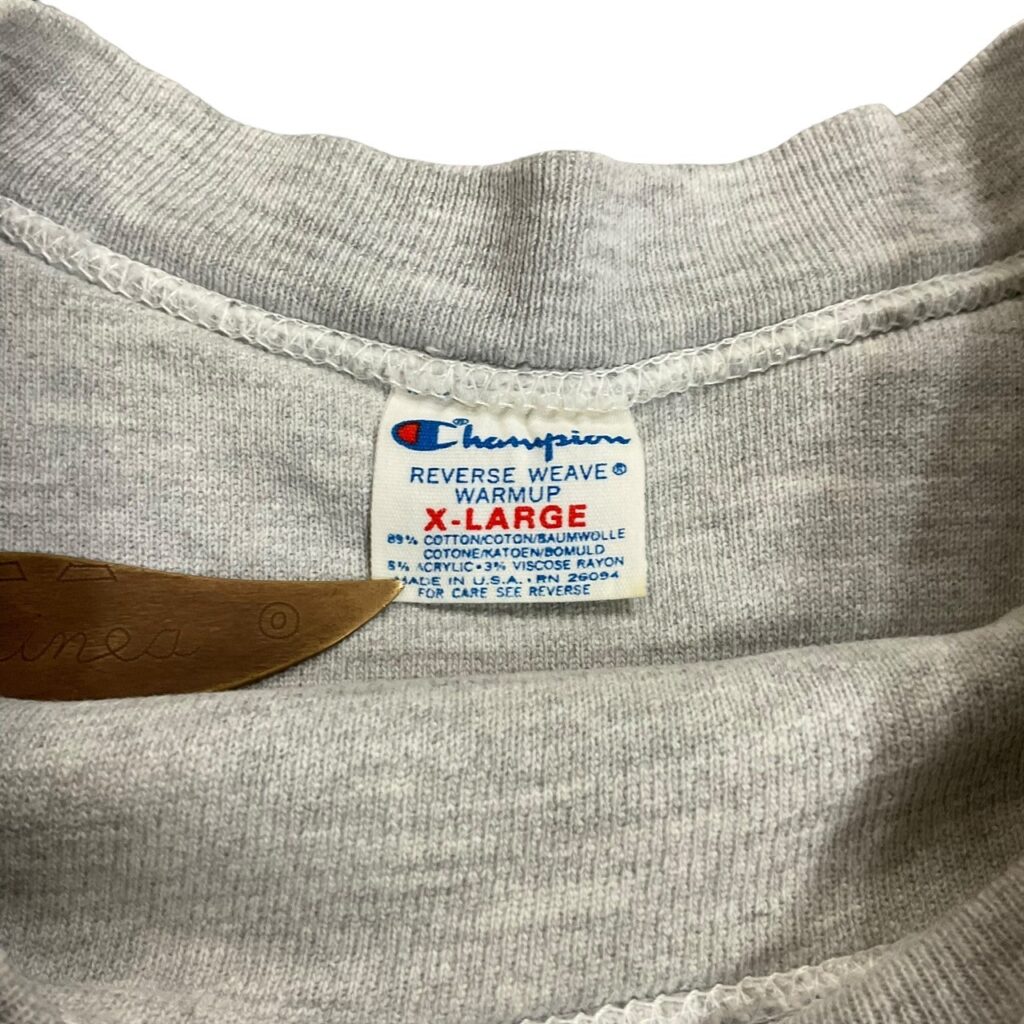 Champion®
REVERSE WEAVE®
WARMUP
X-LARGE
89% COTTON/COTON/BAUMWOLLE
COTONE/KATOEN/BOMULD
8% ACRYLIC • 3% VISCOSE RAYON
MADE IN U.S.A. • RN 26094
FOR CARE SEE REVERSE
©